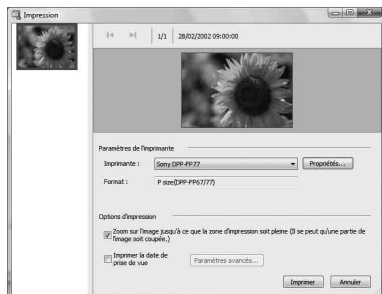 Impression
1/1 28/02/2002 09:00:00
Paramètres de l'imprimante
Imprimante : Sony DPP-FP77 Propriétés...
Format : P size(DPP-FP67/77)
Options d'impression
Zoom sur l'image jusqu'à ce que la zone d'impression soit pleine (Il se peut qu'une partie de
l'image soit coupée.)
Imprimer la date de
prise de vue Paramètres avancés...
Imprimer Annuler